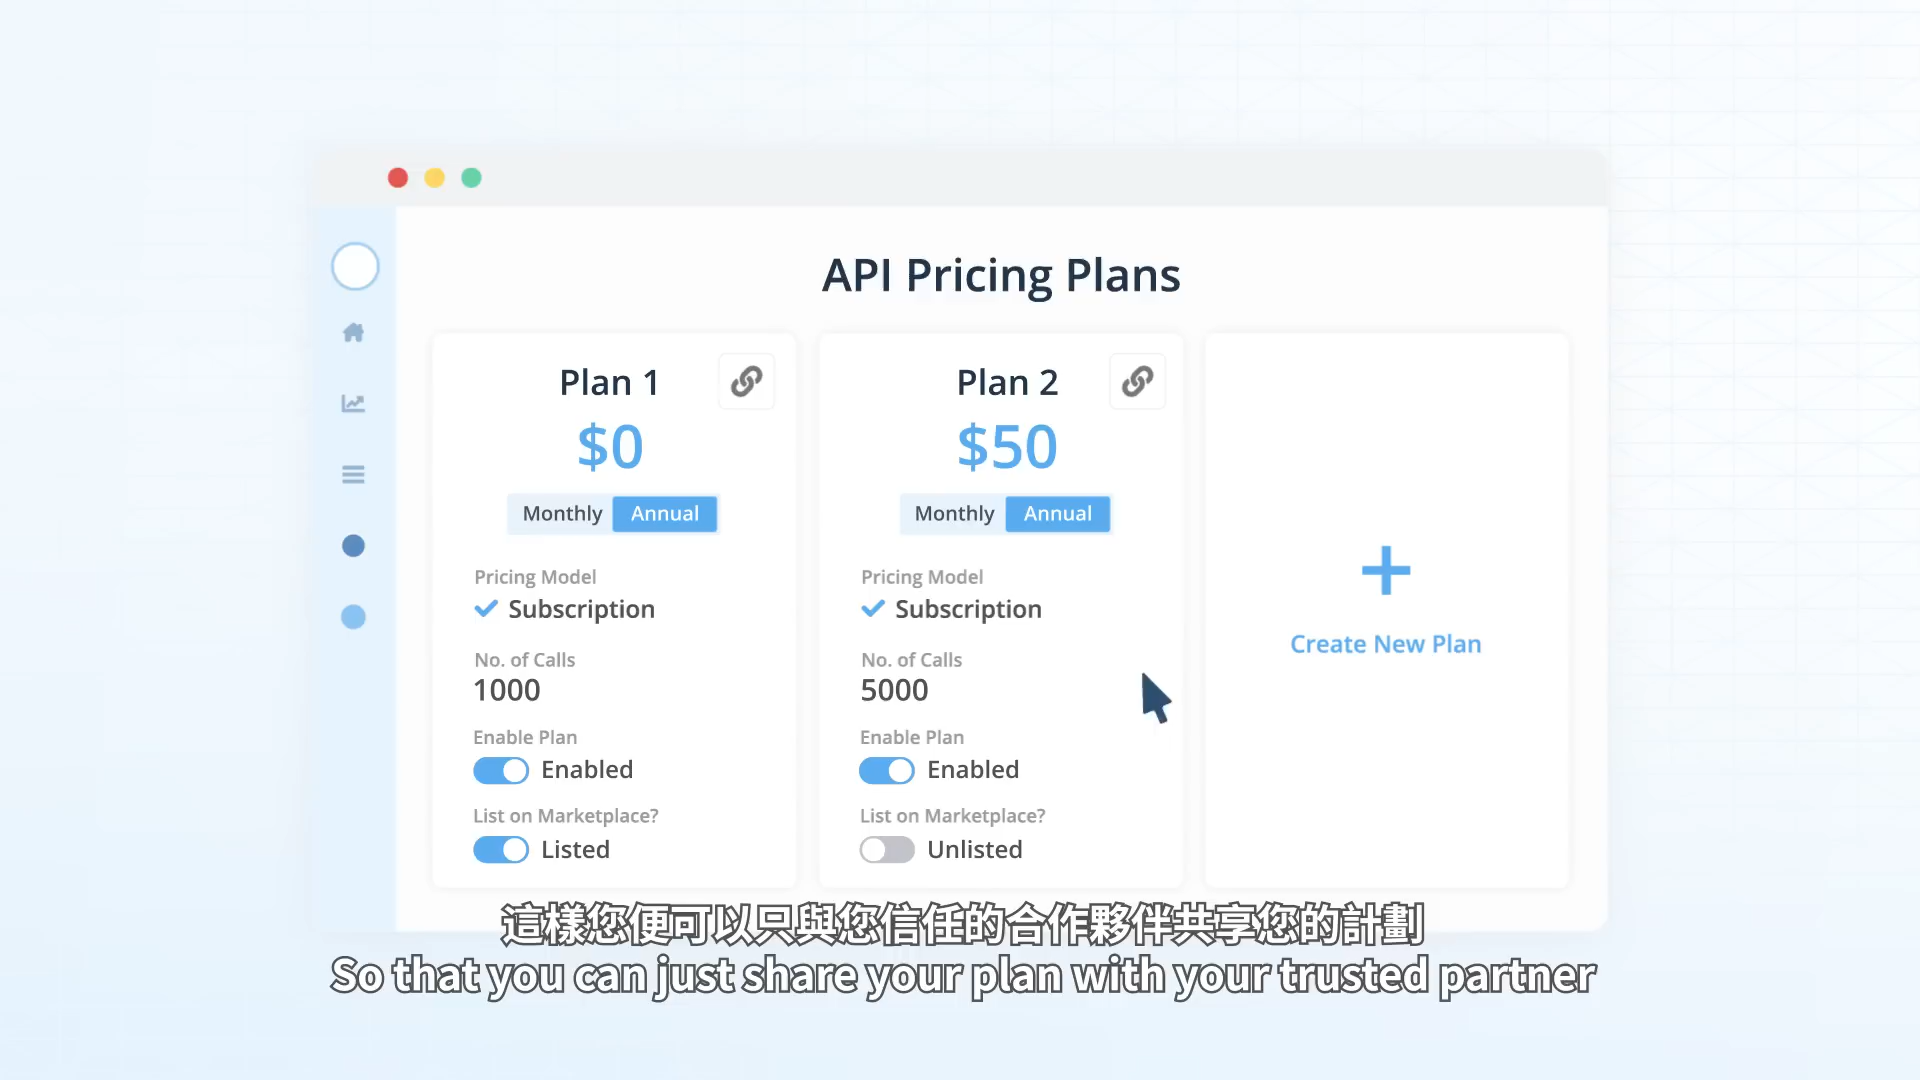 API Pricing Plans
Plan 1
$0
Monthly Annual
Pricing Model
Subscription
No. of Calls
1000
Enable Plan
Enabled
List on Marketplace?
Listed
Plan 2
$50
Monthly Annual
Pricing Model
Subscription
No. of Calls
5000
Enable Plan
Enabled
List on Marketplace?
Unlisted
Create New Plan
這樣您便可以只與您信任的合作夥伴共享您的計劃
So that you can just share your plan with your trusted partner